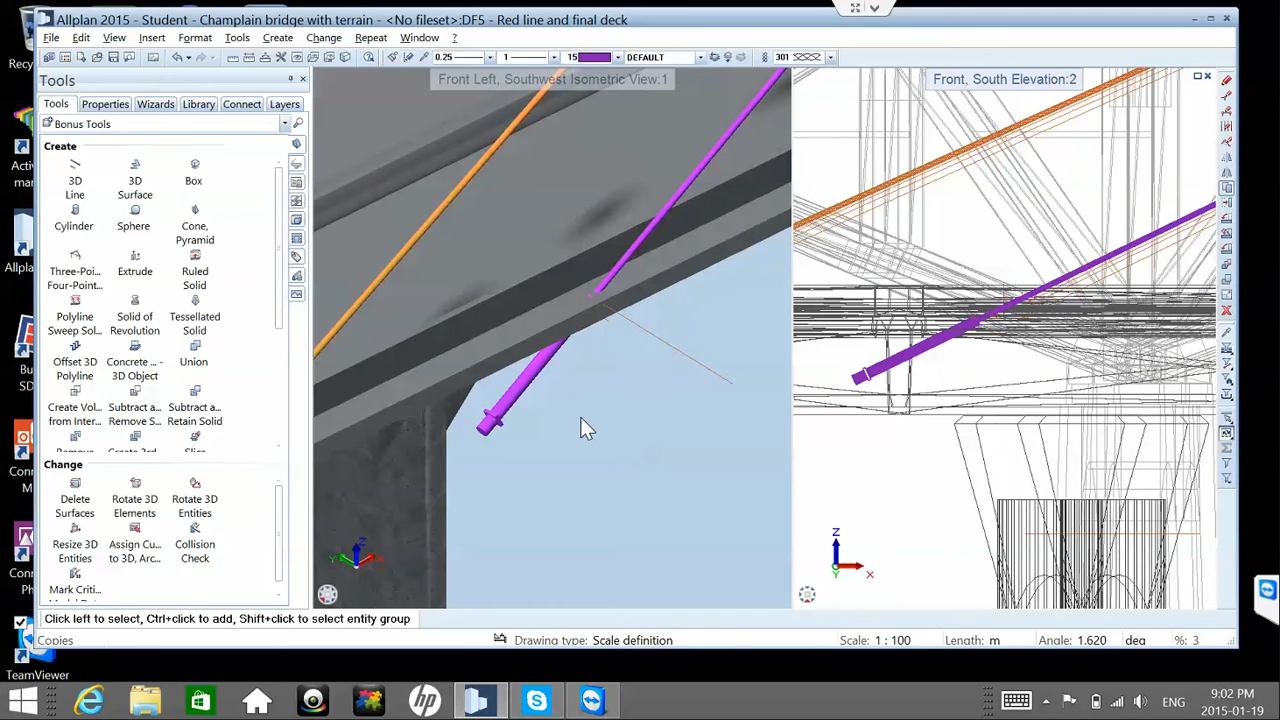 Recy
Allplan 2015 - Student - Champlain bridge with terrain - <No fileset>:DF5 - Red line and final deck
File Edit View Insert Format Tools Create Change Repeat Window ?
0.25 1 15 DEFAULT 301
Tools
Front Left, Southwest Isometric View:1
Front, South Elevation:2
Tools Properties Wizards Library Connect Layers
Bonus Tools
Create
3D Line
3D Surface
Box
Cylinder
Sphere
Cone, Pyramid
Three-Poi... Four-Point...
Extrude
Ruled Solid
Polyline Sweep Sol...
Solid of Revolution
Tessellated Solid
Offset 3D Polyline
Concrete ... 3D Object
Union
Create Vol... from Inter...
Subtract a... Remove S...
Subtract a... Retain Solid
Change
Delete Surfaces
Rotate 3D Elements
Rotate 3D Entities
Resize 3D Entities
Assign Cu... to 3D, Arc...
Collision Check
Mark Criti...
Z Y X
Z Y X
Click left to select, Ctrl+click to add, Shift+click to select entity group
Copies Drawing type: Scale definition Scale: 1 : 100 Length: m Angle: 1.620 deg %: 3
TeamViewer
hp
ENG
9:02 PM
2015-01-19